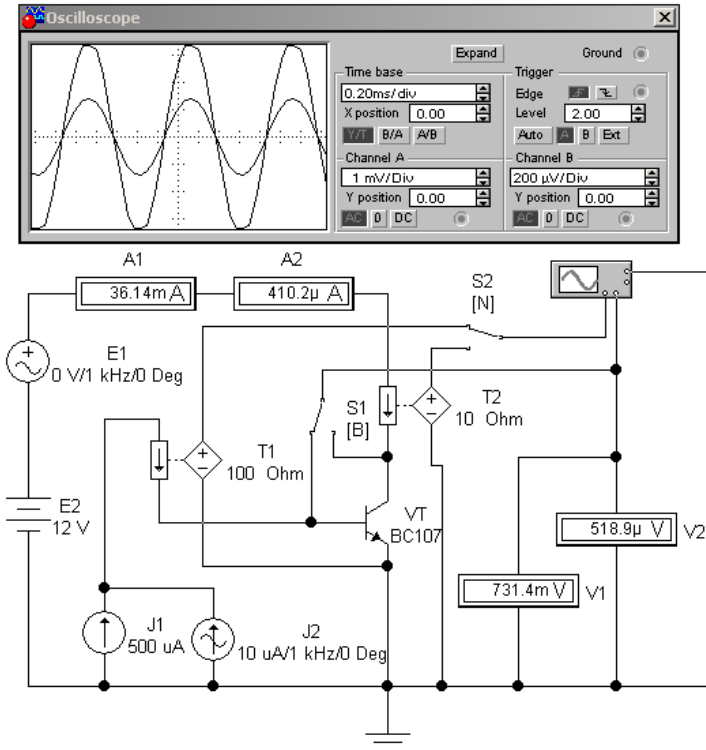 Oscilloscope
Expand
Ground
Time base
0.20ms/div
X position 0.00
Y/T B/A A/B
Trigger
Edge
Level 2.00
Auto A B Ext
Channel A
1 mV/Div
Y position 0.00
AC 0 DC
Channel B
200 µV/Div
Y position 0.00
AC 0 DC
A1
36.14m A
A2
410.2µ A
S2
[N]
E1
0 V/1 kHz/0 Deg
S1
[B]
T2
10 Ohm
T1
100 Ohm
E2
12 V
VT
BC107
518.9µ V
V2
731.4m V
V1
J1
500 uA
J2
10 uA/1 kHz/0 Deg